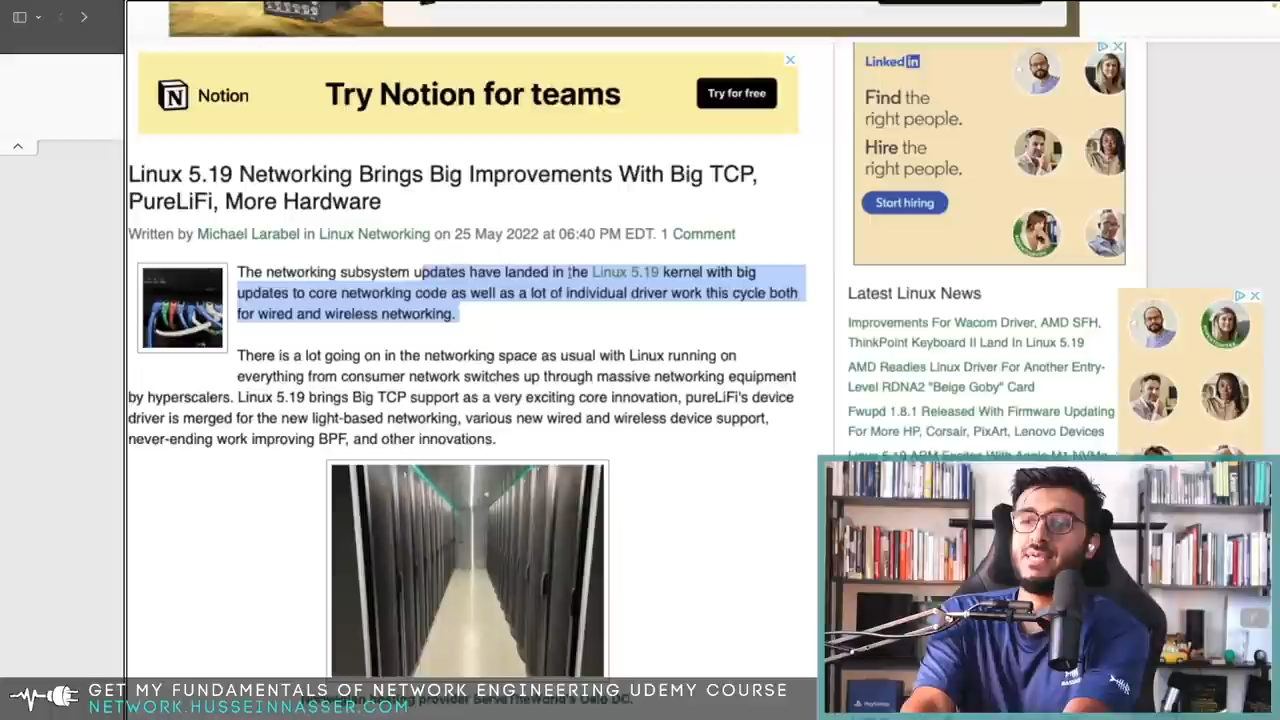 Notion
Try Notion for teams
Try for free
Linux 5.19 Networking Brings Big Improvements With Big TCP,
PureLiFi, More Hardware
Written by Michael Larabel in Linux Networking on 25 May 2022 at 06:40 PM EDT. 1 Comment
The networking subsystem updates have landed in the Linux 5.19 kernel with big
updates to core networking code as well as a lot of individual driver work this cycle both
for wired and wireless networking.
There is a lot going on in the networking space as usual with Linux running on
everything from consumer network switches up through massive networking equipment
by hyperscalers. Linux 5.19 brings Big TCP support as a very exciting core innovation, pureLiFi's device
driver is merged for the new light-based networking, various new wired and wireless device support,
never-ending work improving BPF, and other innovations.
LinkedIn
Find the
right people.
Hire the
right people.
Start hiring
Latest Linux News
Improvements For Wacom Driver, AMD SFH,
ThinkPoint Keyboard II Land In Linux 5.19
AMD Readies Linux Driver For Another Entry-
Level RDNA2 "Beige Goby" Card
Fwupd 1.8.1 Released With Firmware Updating
For More HP, Corsair, PixArt, Lenovo Devices
GET MY FUNDAMENTALS OF NETWORK ENGINEERING UDEMY COURSE
NETWORK.HUSSEINNASSER.COM